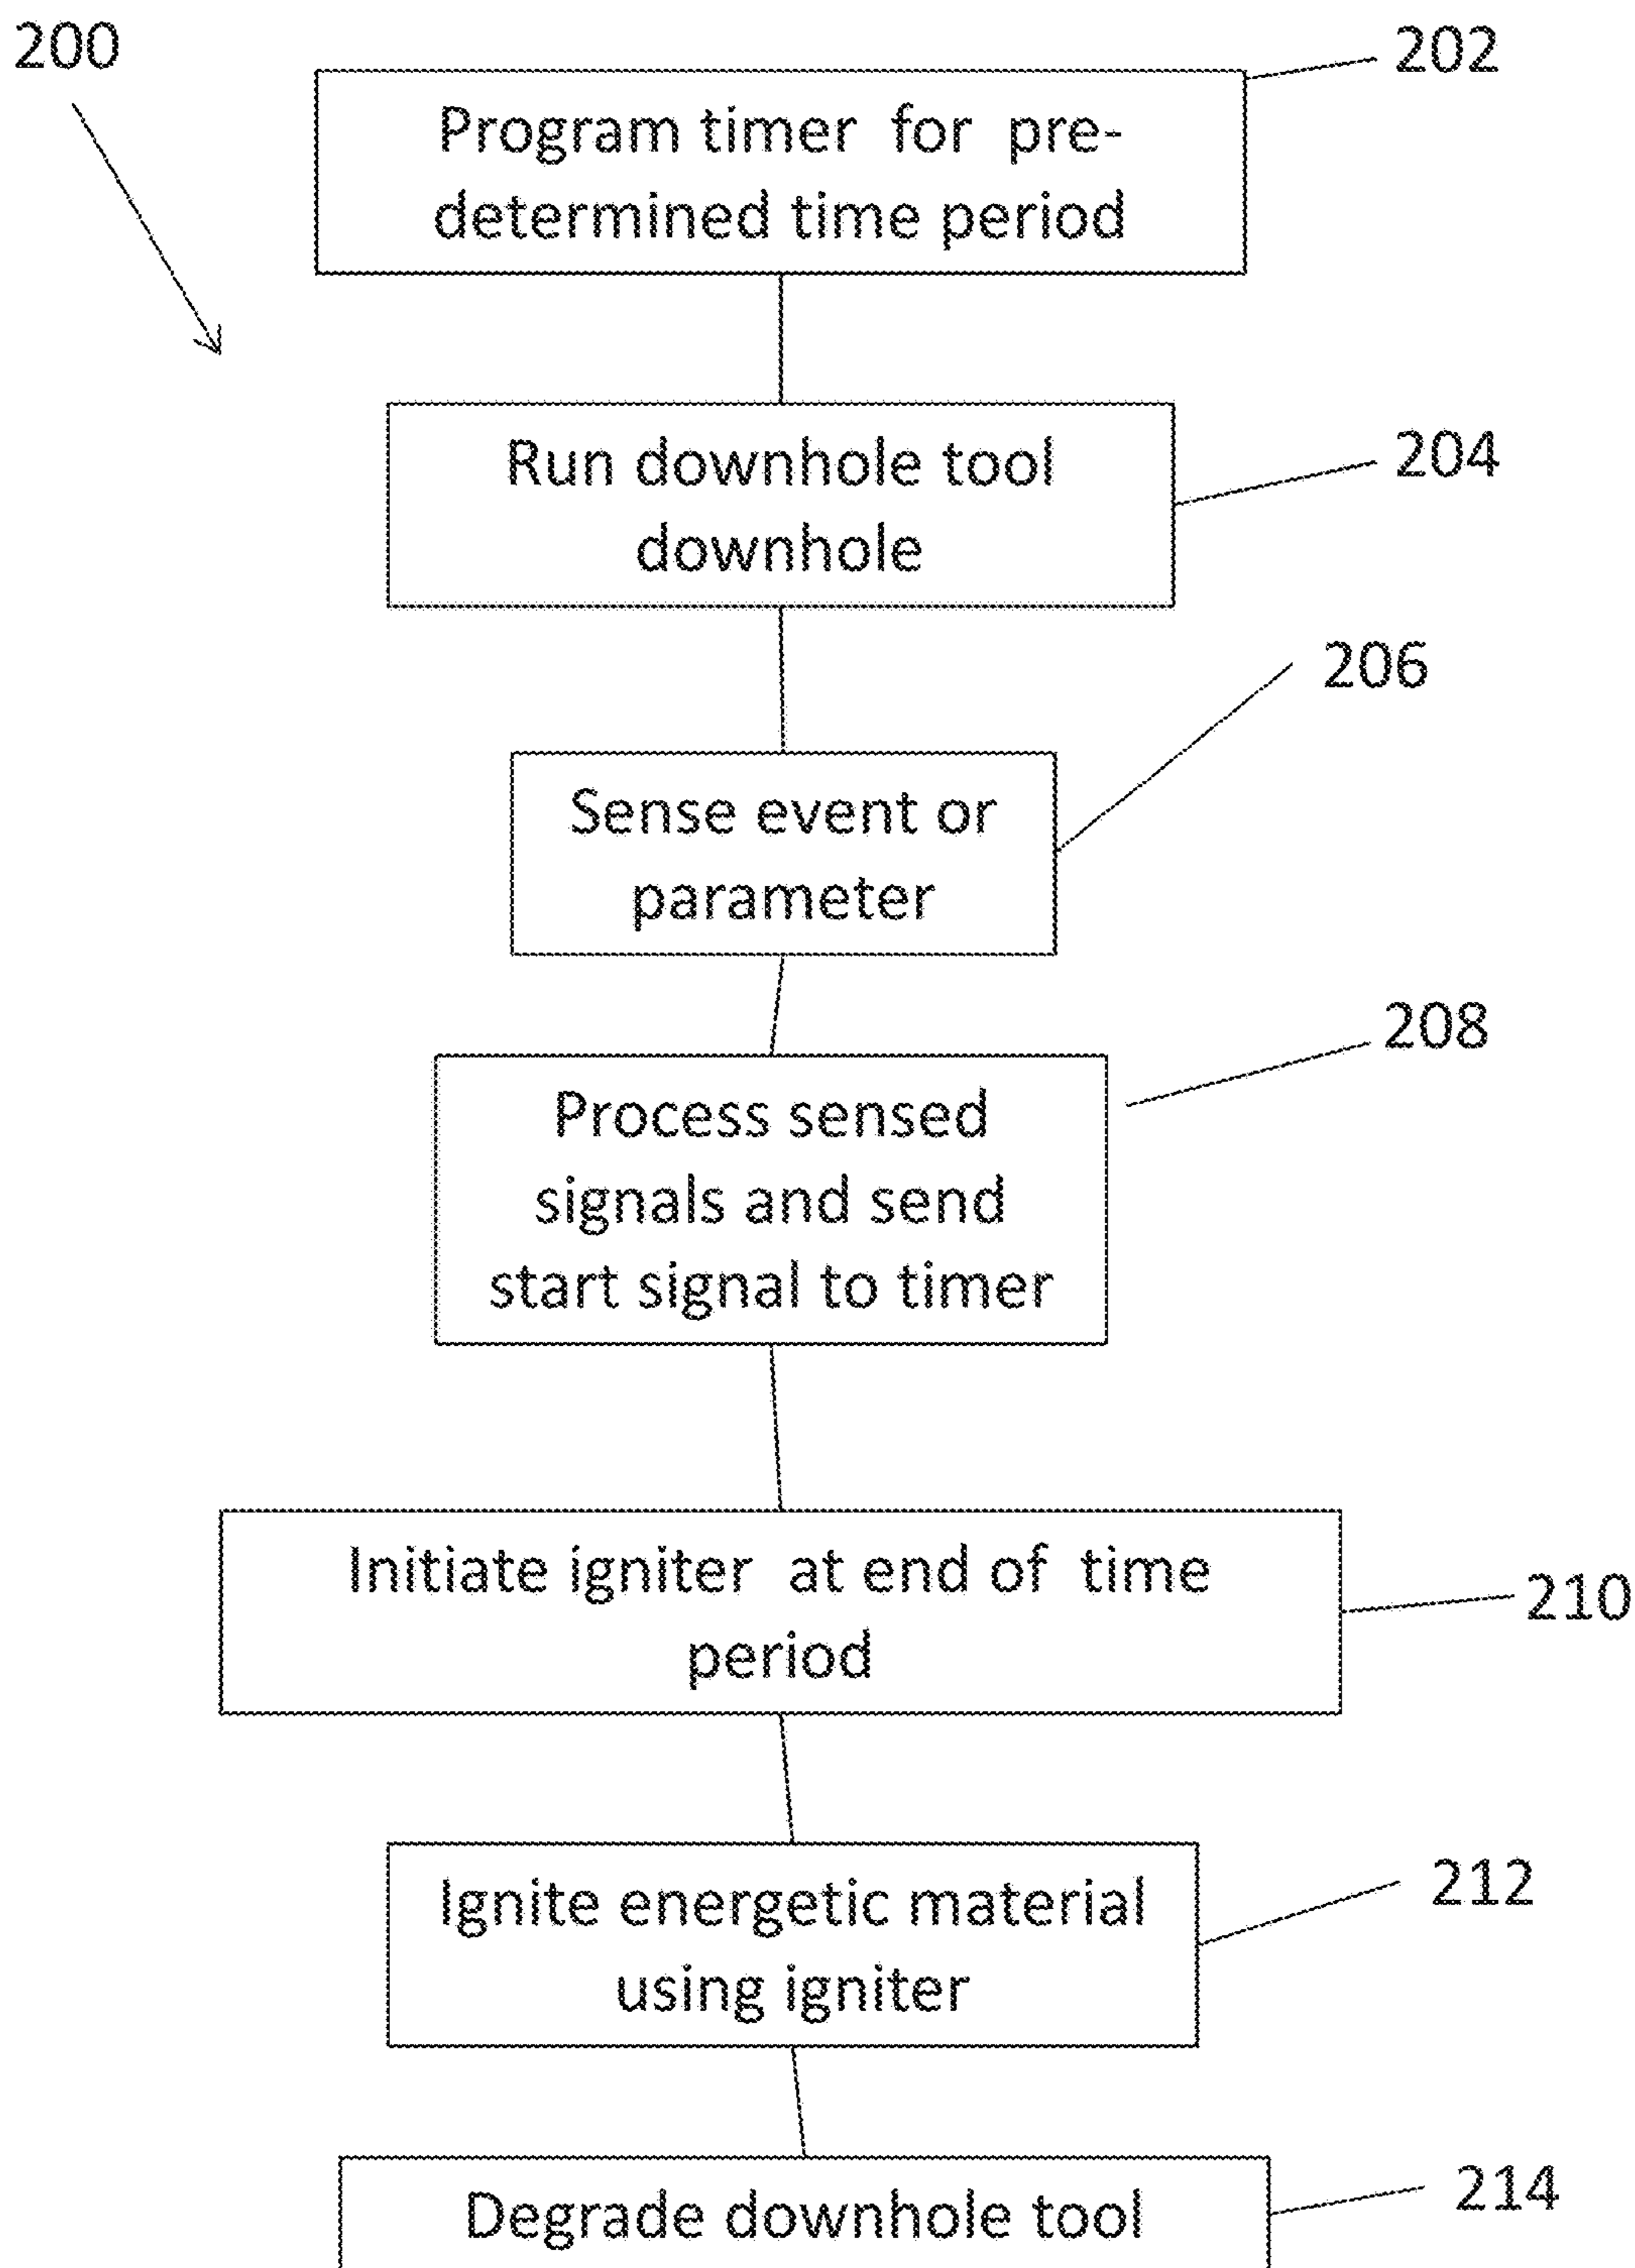 200
202
Program timer for pre-
determined time period
Run downhole tool
downhole
204
206
Sense event or
parameter
208
Process sensed
signals and send
start signal to timer
Initiate igniter at end of time
period
210
Ignite energetic material
using igniter
212
Degrade downhole tool
214